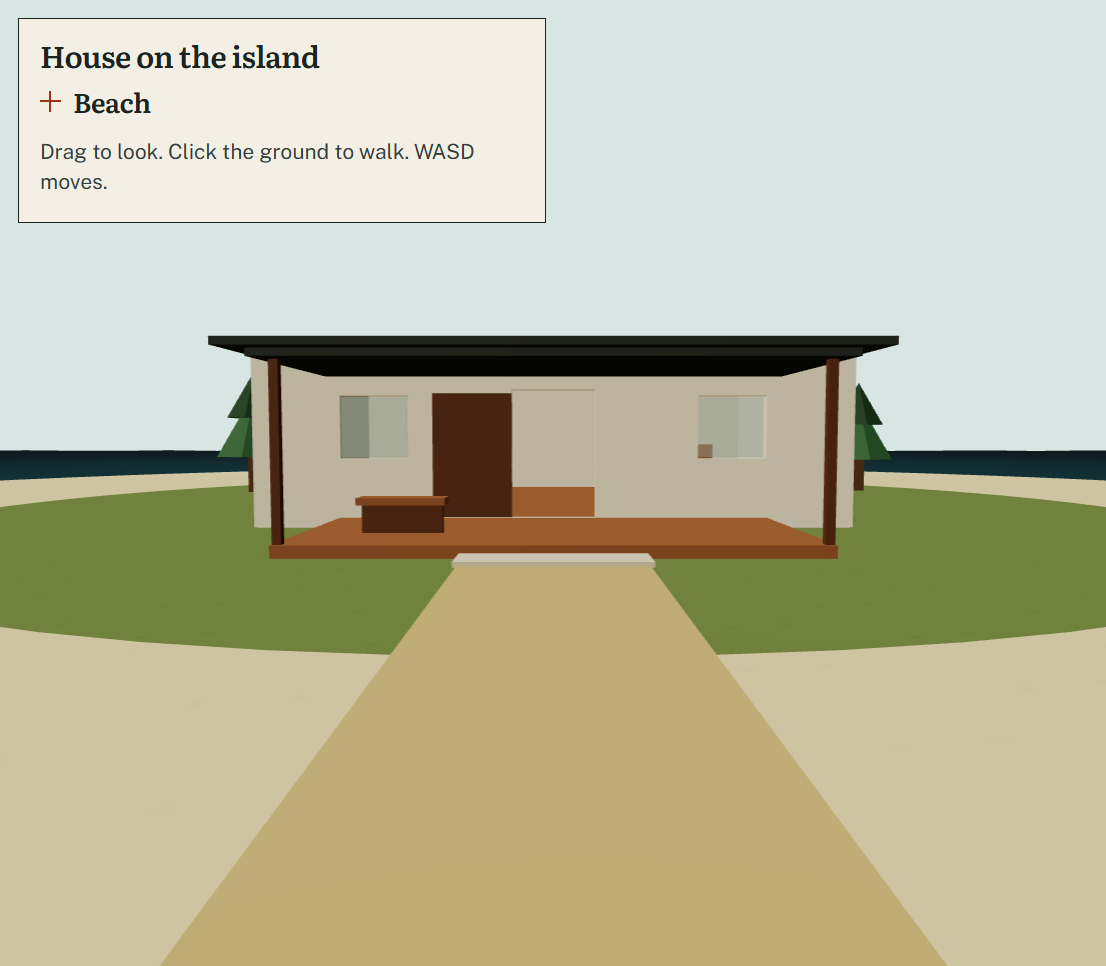 House on the island
Beach
Drag to look. Click the ground to walk. WASD
moves.